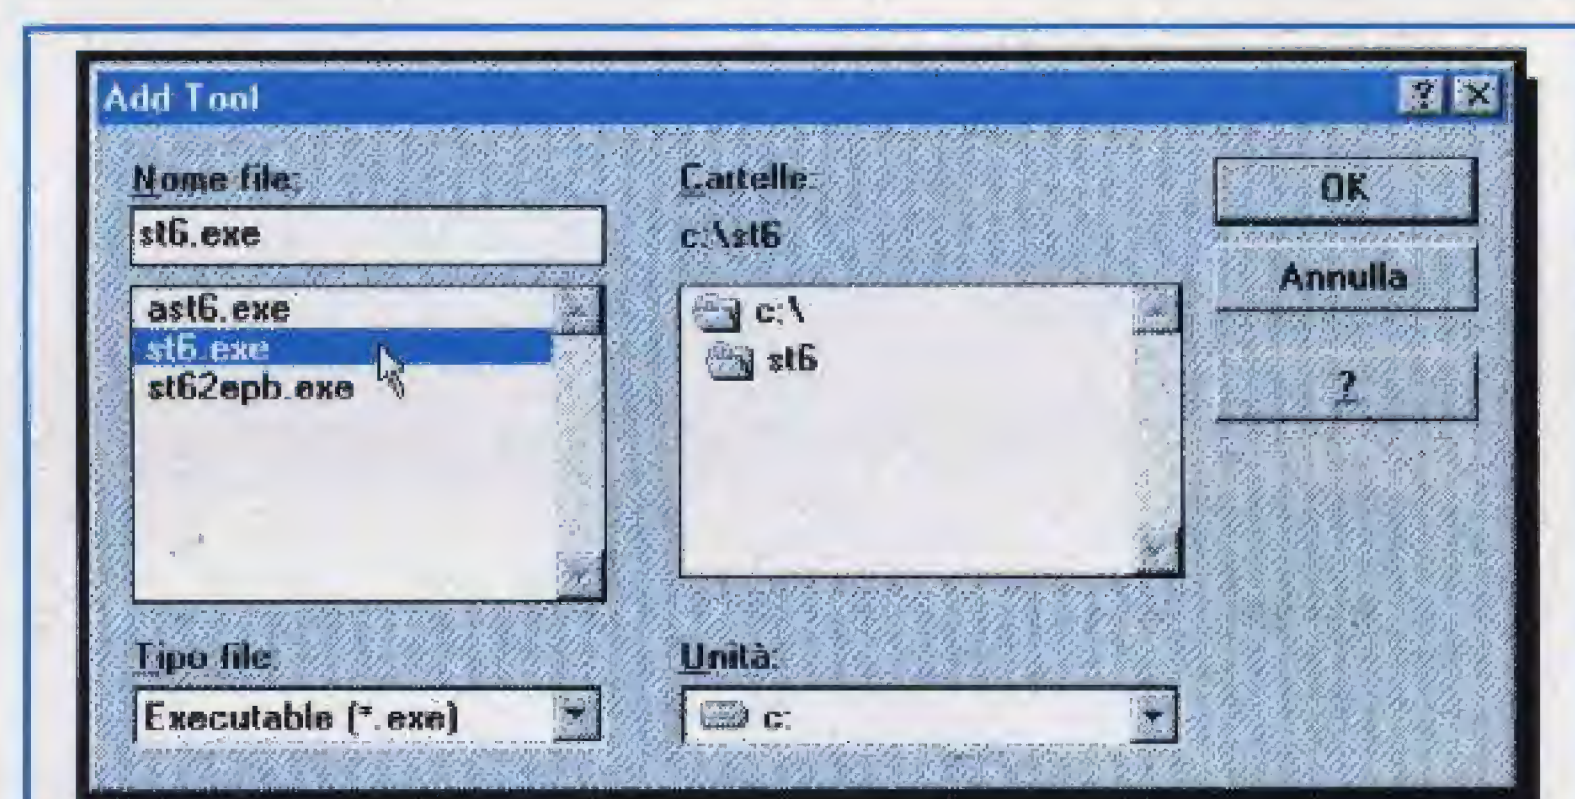 Add Tool
Nome file:
st6.exe
ast6.exe
st6.exe
st62epb.exe
Tipo file:
Executable (*.exe)
Cartelle:
c:\st6
c:\
st6
Unità:
c:
OK
Annulla
?